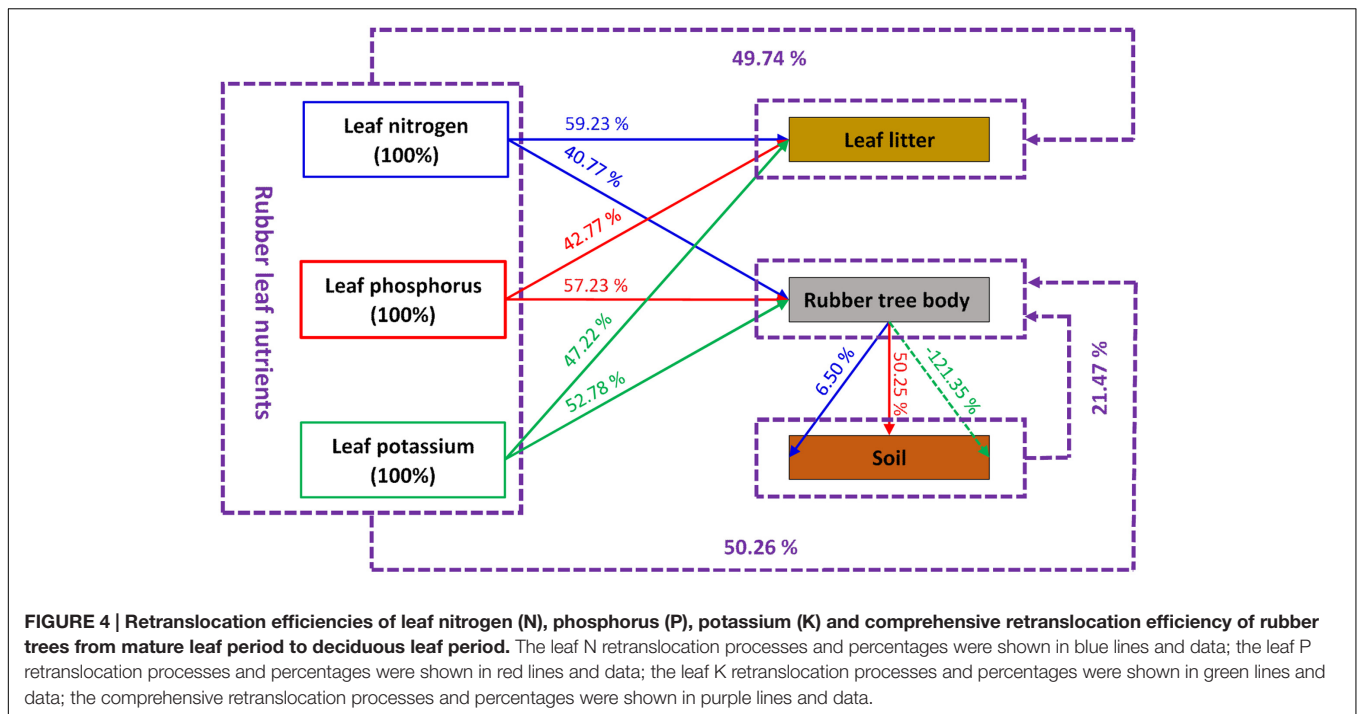 49.74 %
Rubber leaf nutrients
Leaf nitrogen
(100%)
59.23 %
Leaf litter
40.77 %
42.77 %
Leaf phosphorus
(100%)
57.23 %
Rubber tree body
47.22 %
52.78 %
6.50 %
50.25 %
-121.35 %
21.47 %
Leaf potassium
(100%)
Soil
50.26 %
FIGURE 4 | Retranslocation efficiencies of leaf nitrogen (N), phosphorus (P), potassium (K) and comprehensive retranslocation efficiency of rubber
trees from mature leaf period to deciduous leaf period. The leaf N retranslocation processes and percentages were shown in blue lines and data; the leaf P
retranslocation processes and percentages were shown in red lines and data; the leaf K retranslocation processes and percentages were shown in green lines and
data; the comprehensive retranslocation processes and percentages were shown in purple lines and data.